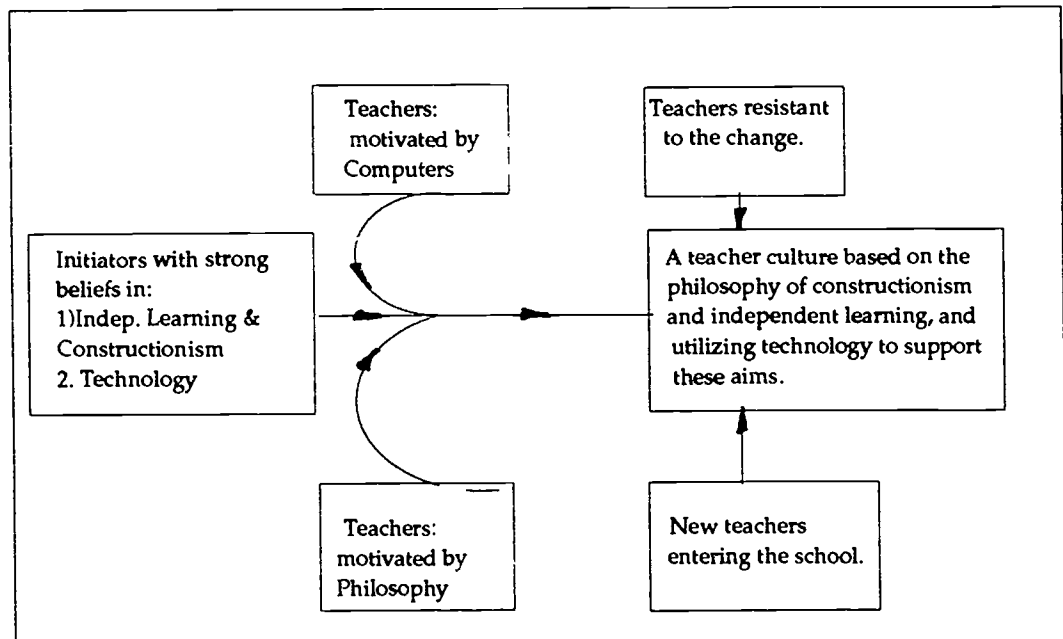 Teachers:
motivated by
Computers
Teachers resistant
to the change.
Initiators with strong
beliefs in:
1)Indep. Learning &
Constructionism
2. Technology
A teacher culture based on the
philosophy of constructionism
and independent learning, and
utilizing technology to support
these aims.
Teachers:
motivated by
Philosophy
New teachers
entering the school.